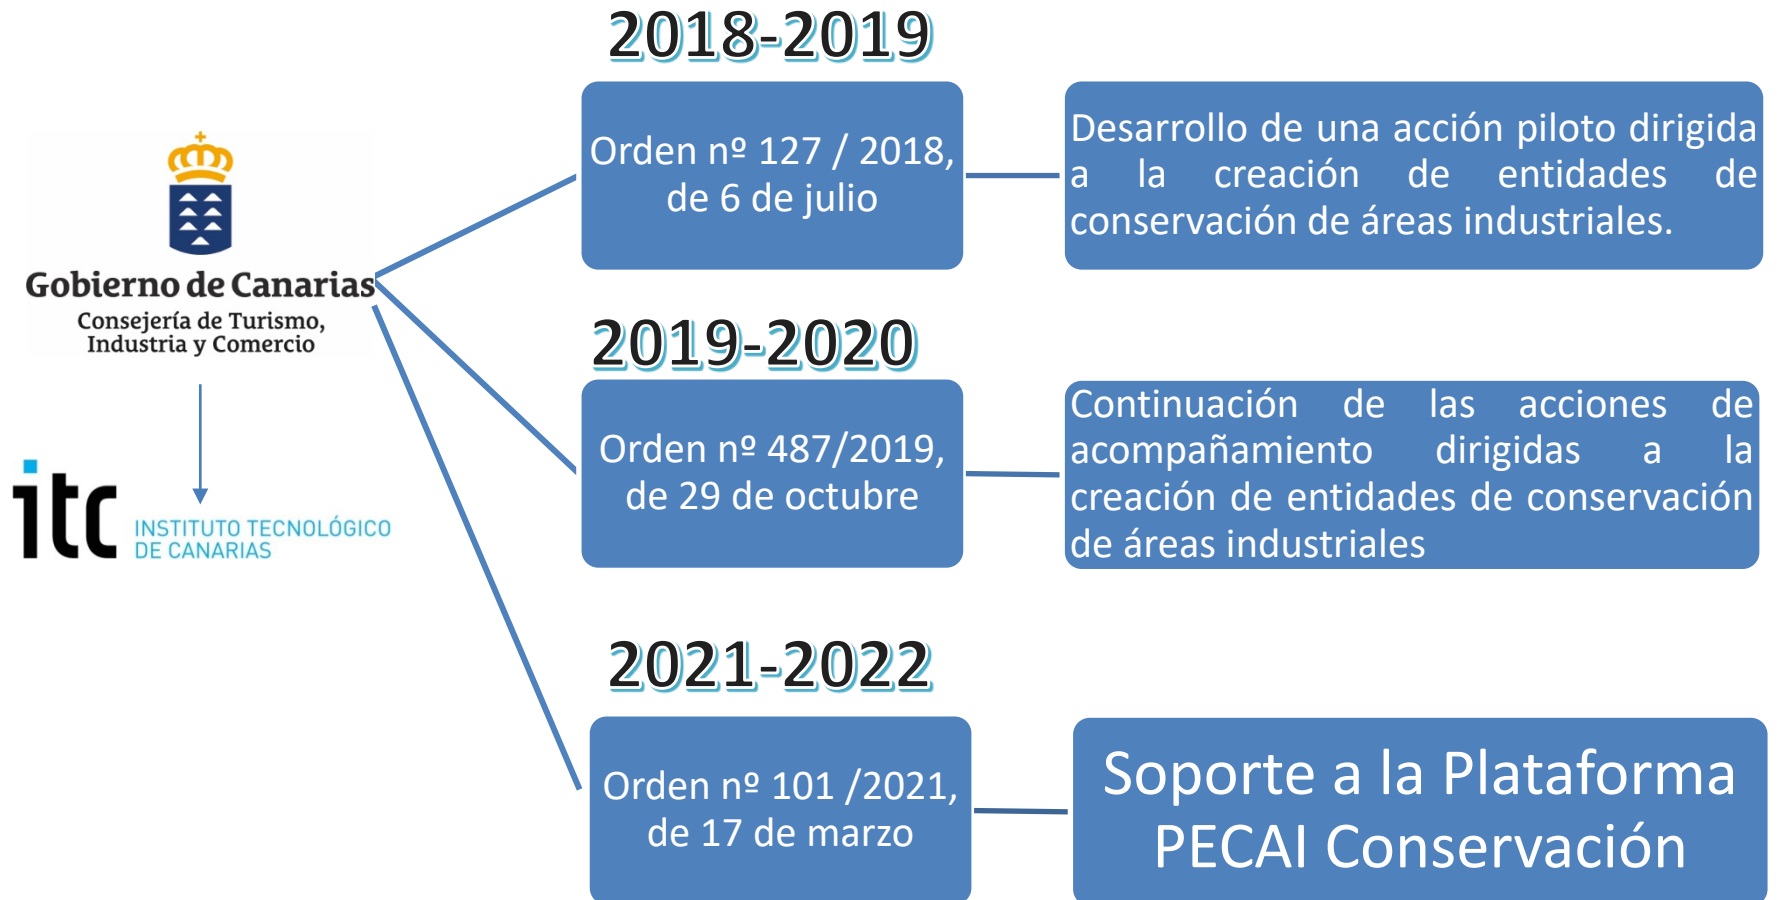 Gobierno de Canarias
Consejería de Turismo,
Industria y Comercio
itc
INSTITUTO TECNOLÓGICO
DE CANARIAS
2018-2019
Orden nº 127 / 2018,
de 6 de julio
Desarrollo de una acción piloto dirigida
a la creación de entidades de
conservación de áreas industriales.
2019-2020
Orden nº 487/2019,
de 29 de octubre
Continuación de las acciones de
acompañamiento dirigidas a la
creación de entidades de conservación
de áreas industriales
2021-2022
Orden nº 101 /2021,
de 17 de marzo
Soporte a la Plataforma
PECAI Conservación